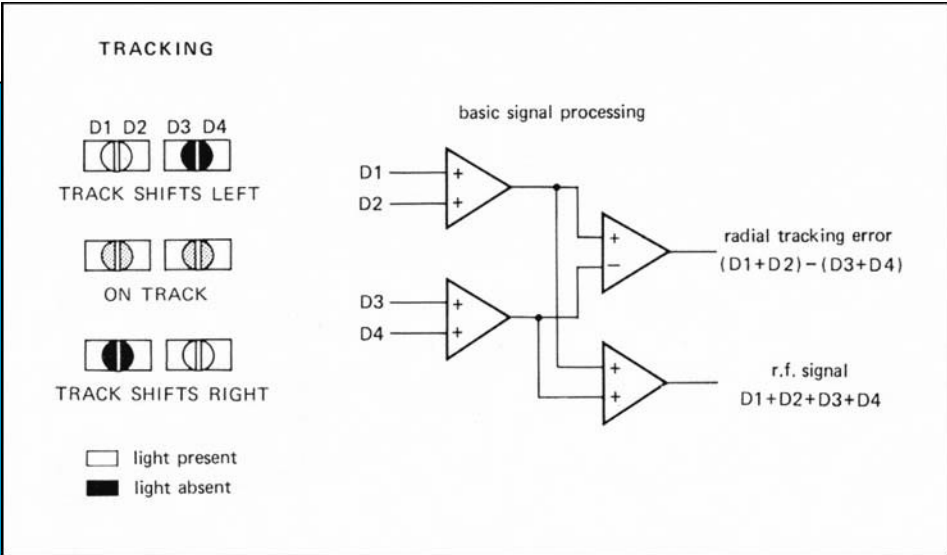 TRACKING
D1 D2 D3 D4
TRACK SHIFTS LEFT
ON TRACK
TRACK SHIFTS RIGHT
light present
light absent
basic signal processing
D1
+
D2
+
D3
+
D4
+
+
−
radial tracking error
(D1+D2)−(D3+D4)
+
+
r.f. signal
D1+D2+D3+D4